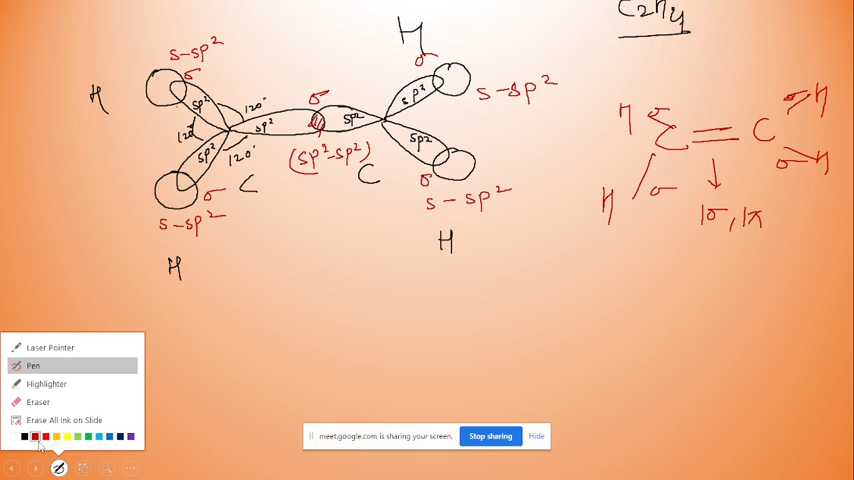 C2H4
H
s-sp²
σ
σ
s-sp²
H
sp²
120°
sp²
120°
sp²
σ
sp²
sp²
120°
(sp²-sp²)
sp²
C
C
σ
s-sp²
σ
s-sp²
H
H
H σ C = C σ H
σ H
H σ
1σ, 1π
Laser Pointer
Pen
Highlighter
Eraser
Erase All Ink on Slide
meet.google.com is sharing your screen.
Stop sharing
Hide